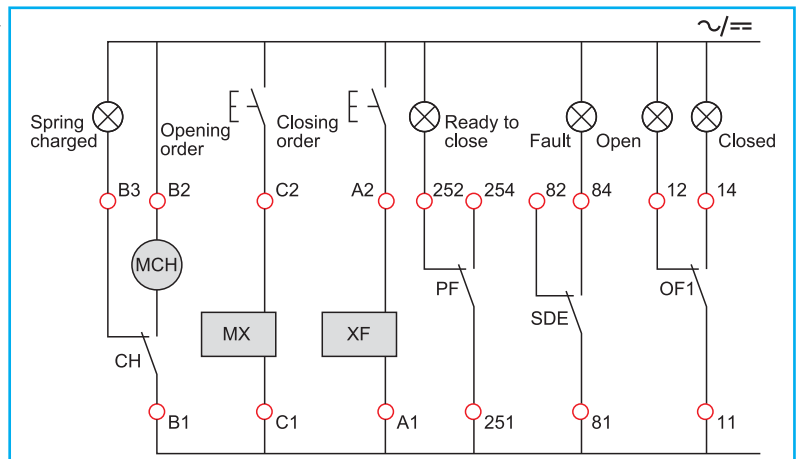 ~/==
Spring charged
Opening order
Closing order
Ready to close
Fault
Open
Closed
B3
B2
C2
A2
252
254
82
84
12
14
MCH
PF
OF1
SDE
MX
XF
CH
B1
C1
A1
251
81
11